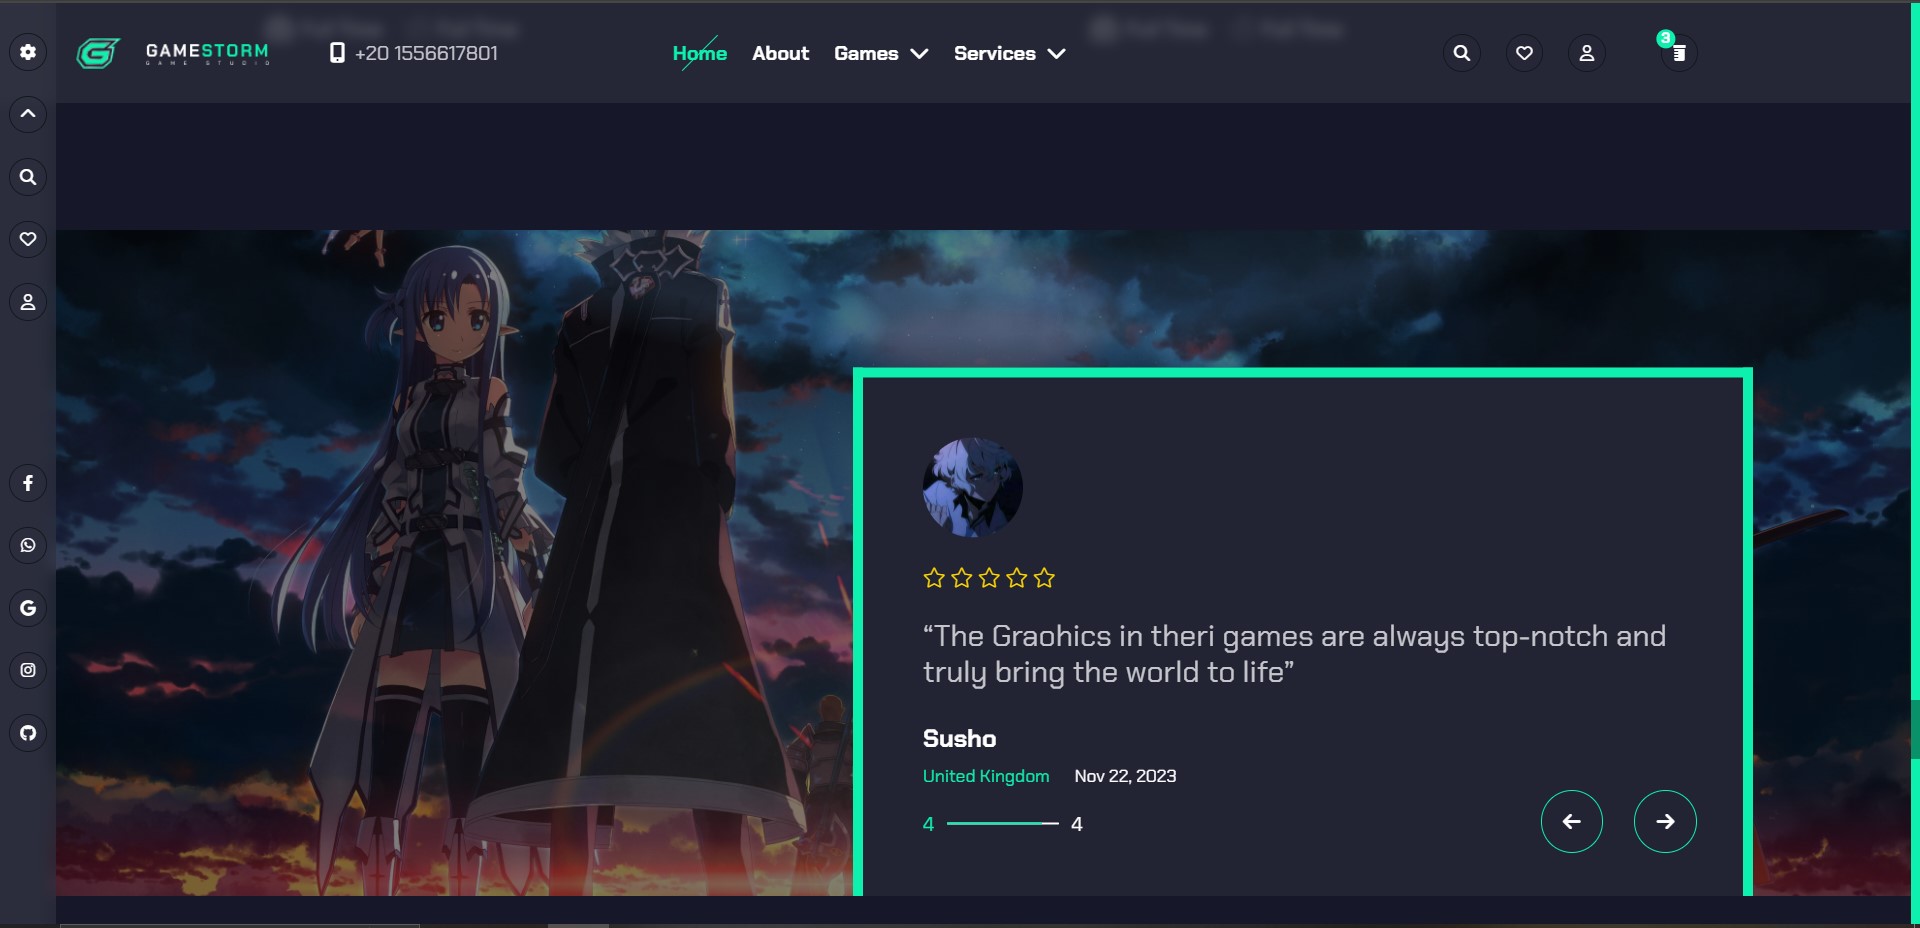 GAMESTORM
GAME STUDIO
+20 1556617801
Home
About
Games
Services
3
“The Graohics in theri games are always top-notch and
truly bring the world to life”
Susho
United Kingdom
Nov 22, 2023
4
4